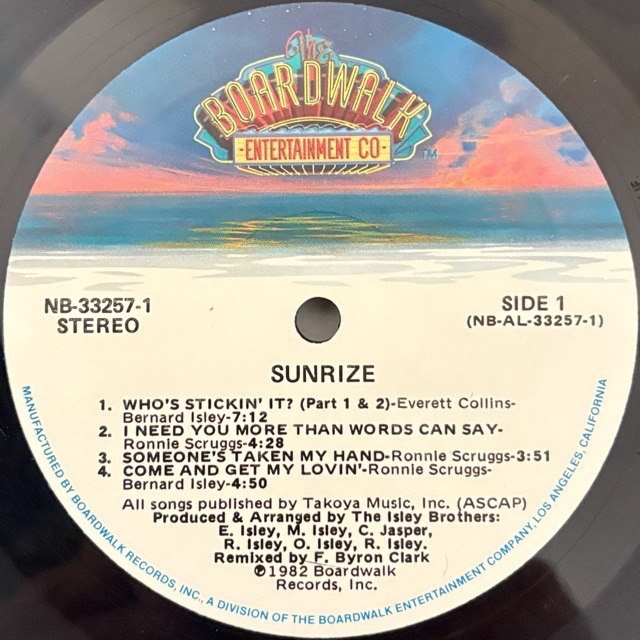 The
BOARDWALK
ENTERTAINMENT CO
TM
NB-33257-1
STEREO
SIDE 1
(NB-AL-33257-1)
SUNRIZE
1. WHO'S STICKIN' IT? (Part 1 & 2)-Everett Collins-
Bernard Isley-7:12
2. I NEED YOU MORE THAN WORDS CAN SAY-
Ronnie Scruggs-4:28
3. SOMEONE'S TAKEN MY HAND-Ronnie Scruggs-3:51
4. COME AND GET MY LOVIN'-Ronnie Scruggs-
Bernard Isley-4:50
All songs published by Takoya Music, Inc. (ASCAP)
Produced & Arranged by The Isley Brothers:
E. Isley, M. Isley, C. Jasper,
R. Isley, O. Isley, R. Isley.
Remixed by F. Byron Clark
℗1982 Boardwalk
Records, Inc.
MANUFACTURED BY BOARDWALK RECORDS, INC., A DIVISION OF THE BOARDWALK ENTERTAINMENT COMPANY, LOS ANGELES, CALIFORNIA